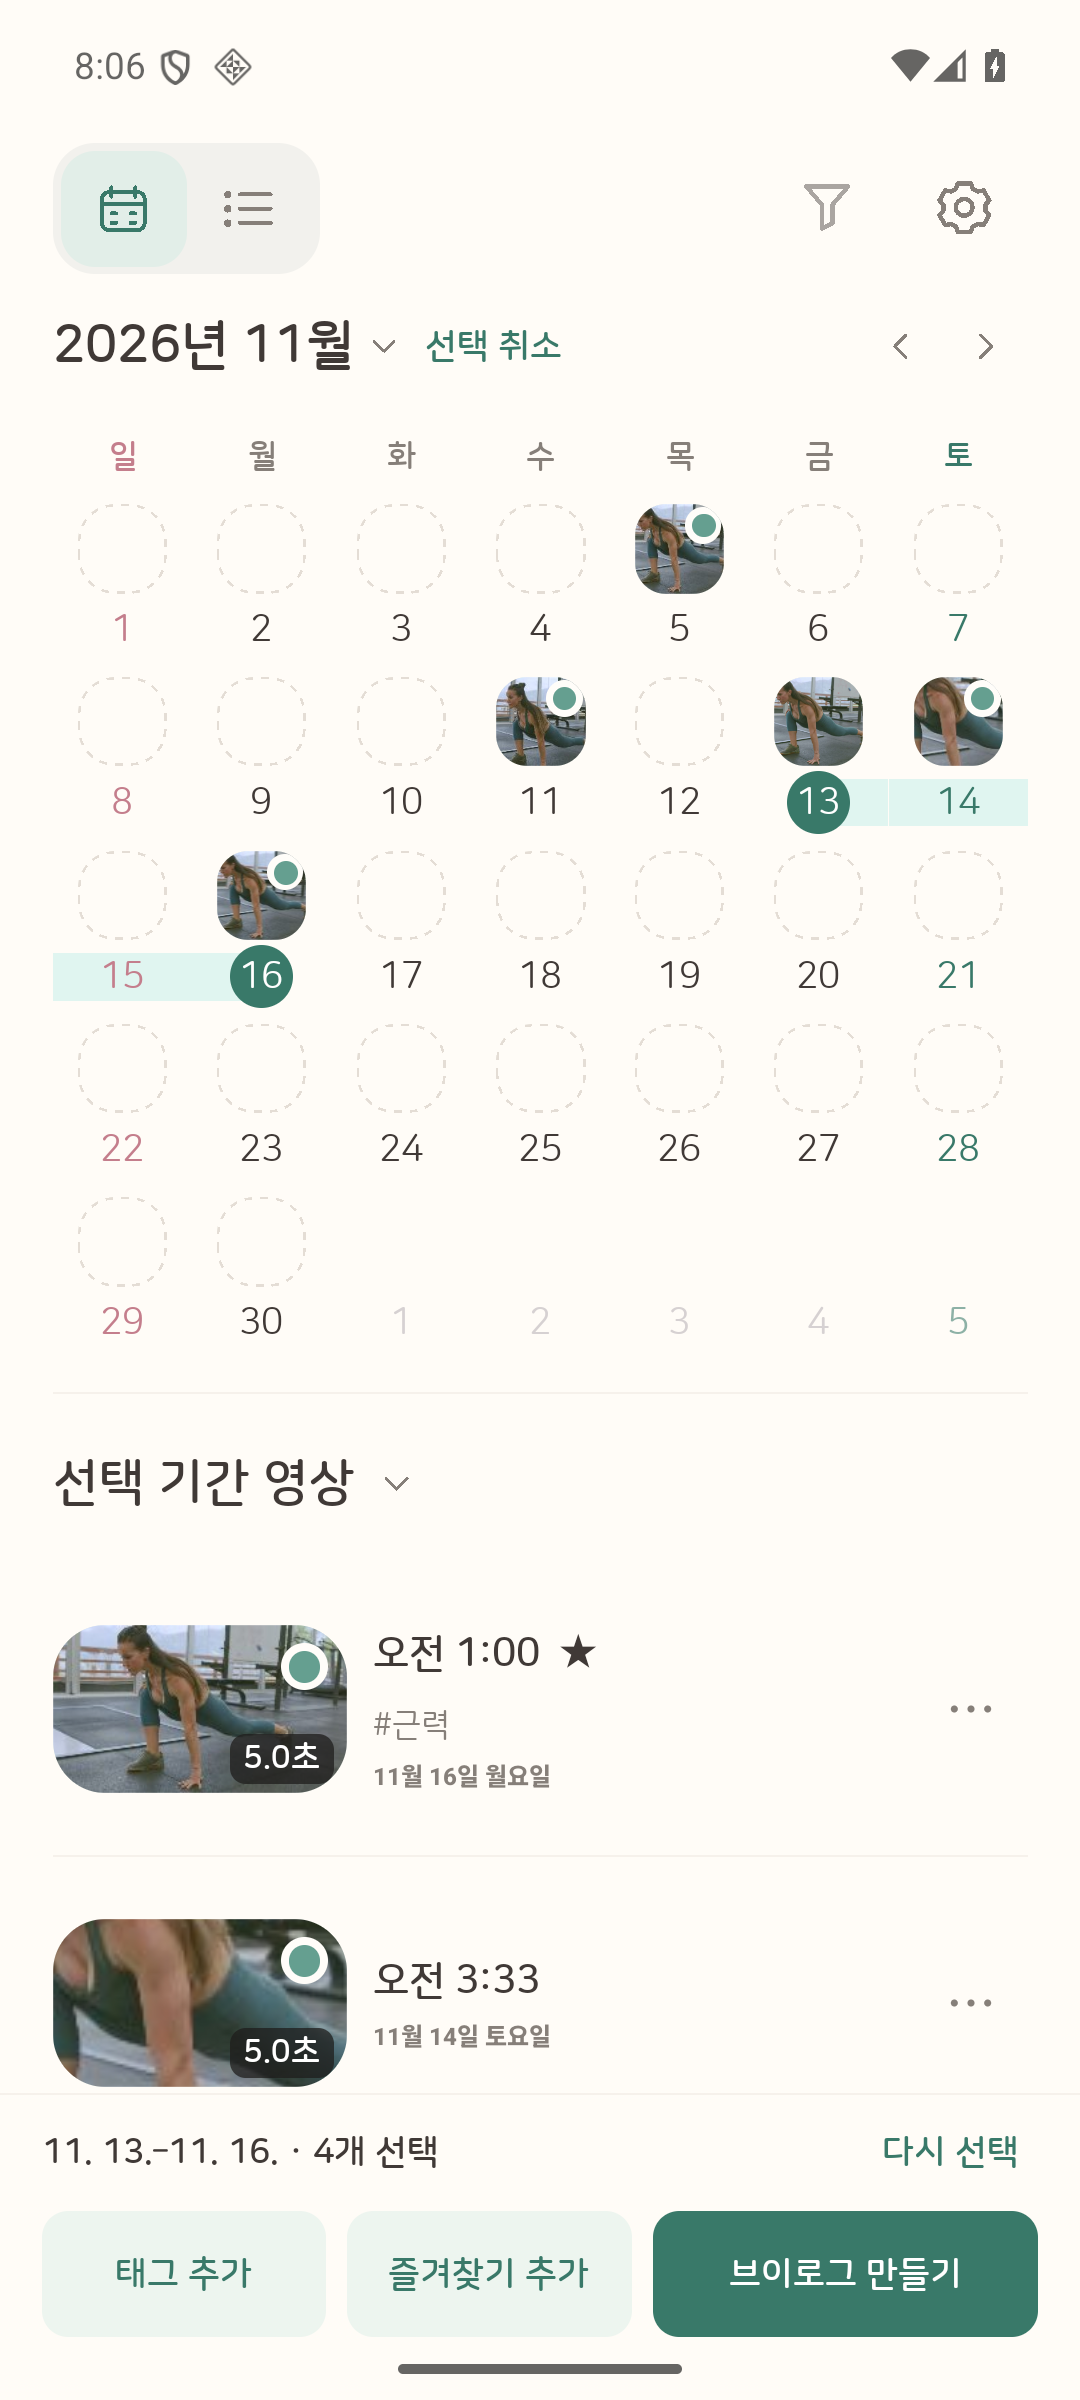 8:06
2026년 11월 선택 취소
일 월 화 수 목 금 토
1 2 3 4 5 6 7
8 9 10 11 12 13 14
15 16 17 18 19 20 21
22 23 24 25 26 27 28
29 30 1 2 3 4 5
선택 기간 영상
오전 1:00 ★
#근력
5.0초
11월 16일 월요일
오전 3:33
11월 14일 토요일
5.0초
11. 13.–11. 16. · 4개 선택 다시 선택
태그 추가 즐겨찾기 추가 브이로그 만들기